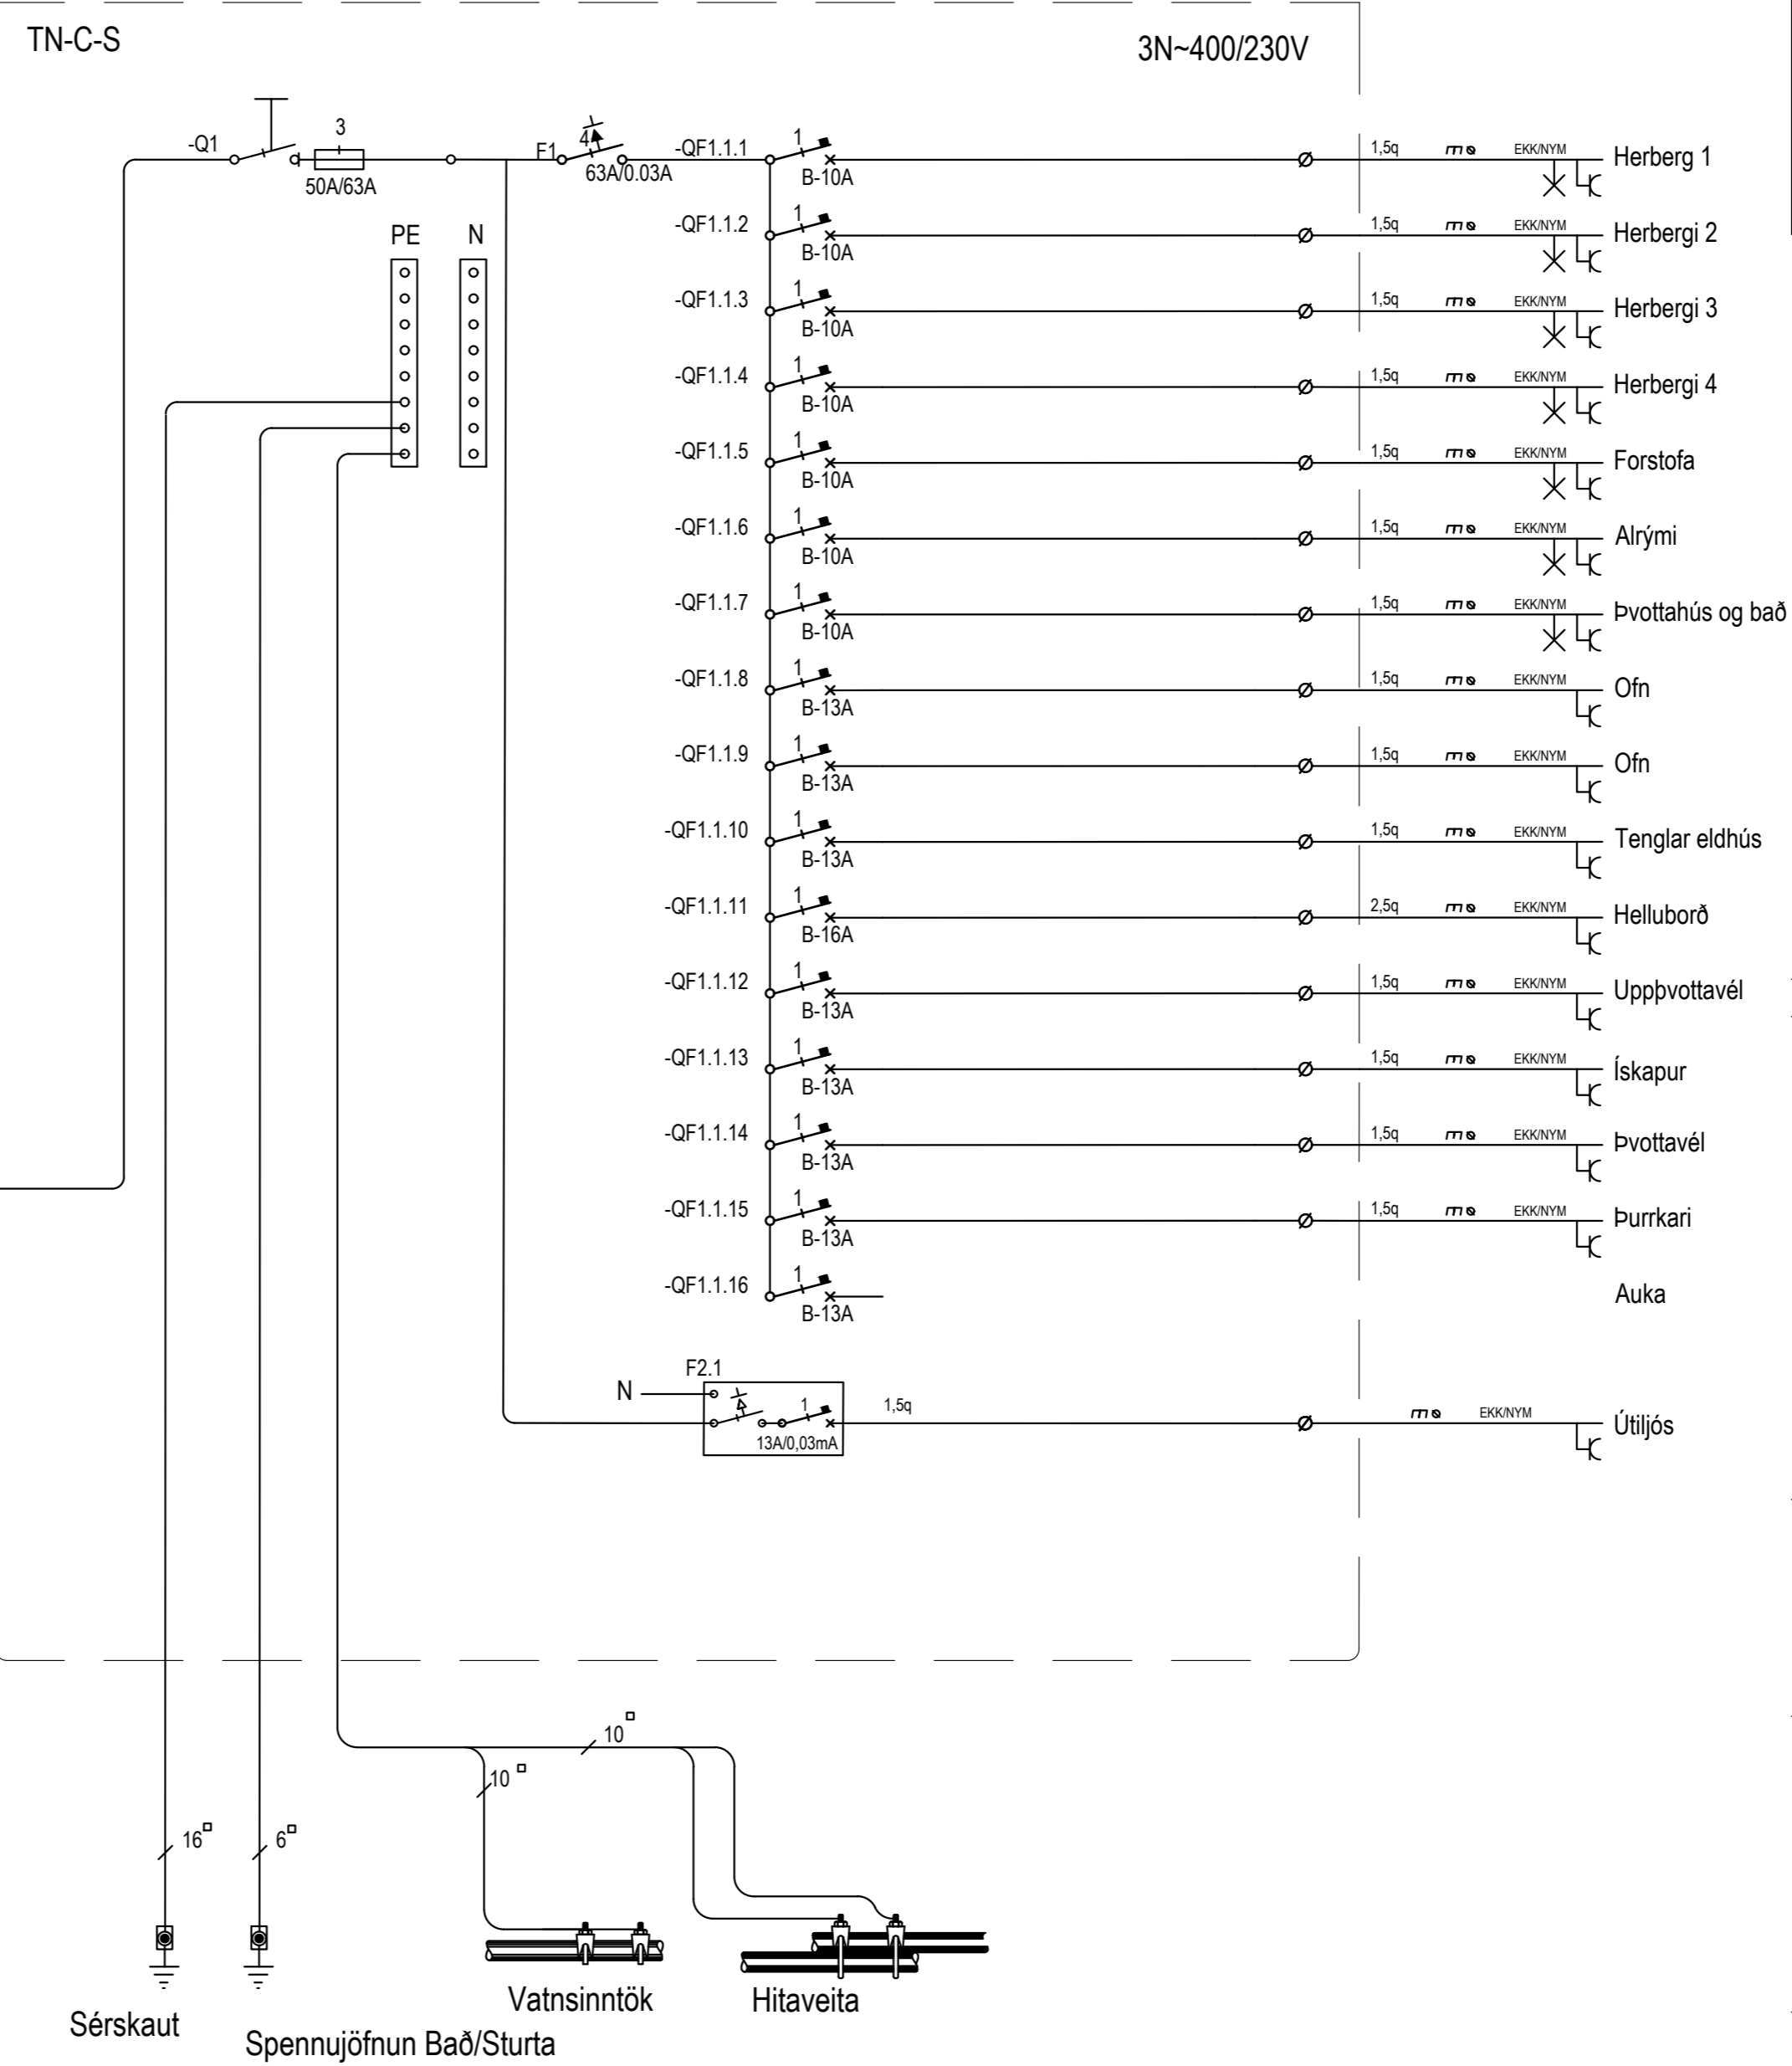 TN-C-S
3N~400/230V
-Q1
3
50A/63A
F1
4
63A/0.03A
PE
N
-QF1.1.1
1
B-10A
1,5q
EKK/NYM
Herberg 1
-QF1.1.2
1
B-10A
1,5q
EKK/NYM
Herbergi 2
-QF1.1.3
1
B-10A
1,5q
EKK/NYM
Herbergi 3
-QF1.1.4
1
B-10A
1,5q
EKK/NYM
Herbergi 4
-QF1.1.5
1
B-10A
1,5q
EKK/NYM
Forstofa
-QF1.1.6
1
B-10A
1,5q
EKK/NYM
Alrými
-QF1.1.7
1
B-10A
1,5q
EKK/NYM
Þvottahús og bað
-QF1.1.8
1
B-13A
1,5q
EKK/NYM
Ofn
-QF1.1.9
1
B-13A
1,5q
EKK/NYM
Ofn
-QF1.1.10
1
B-13A
1,5q
EKK/NYM
Tenglar eldhús
-QF1.1.11
1
B-16A
2,5q
EKK/NYM
Helluborð
-QF1.1.12
1
B-13A
1,5q
EKK/NYM
Uppþvottavél
-QF1.1.13
1
B-13A
1,5q
EKK/NYM
Ískapur
-QF1.1.14
1
B-13A
1,5q
EKK/NYM
Þvottavél
-QF1.1.15
1
B-13A
1,5q
EKK/NYM
Þurrkari
-QF1.1.16
1
B-13A
Auka
F2.1
N
1
13A/0,03mA
1,5q
EKK/NYM
Útiljós
10
10
16
6
Vatnsinntök
Hitaveita
Sérskaut
Spennujöfnun Bað/Sturta